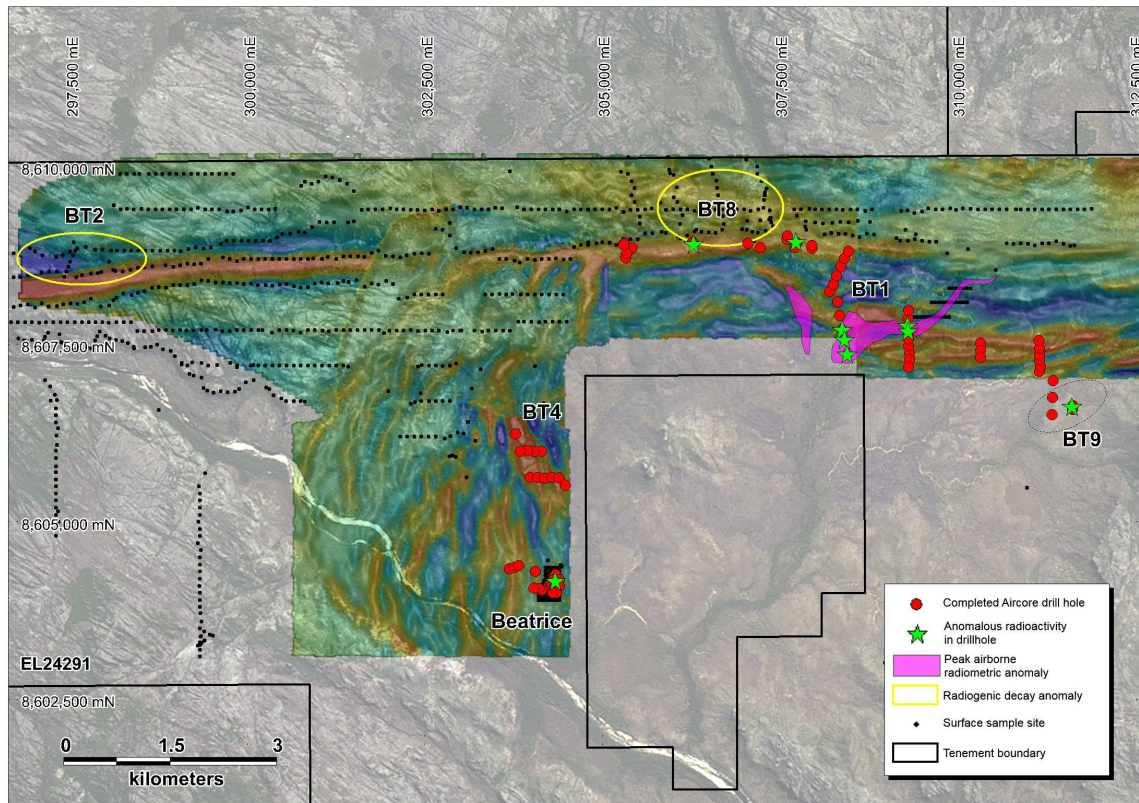 297,500 mE
300,000 mE
302,500 mE
305,000 mE
307,500 mE
310,000 mE
312,500 mE
8,610,000 mN
BT2
BT8
BT1
8,607,500 mN
BT4
BT9
8,605,000 mN
Beatrice
EL24291
8,602,500 mN
0 1.5 3
kilometers
Completed Aircore drill hole
Anomalous radioactivity
in drillhole
Peak airborne
radiometric anomaly
Radiogenic decay anomaly
Surface sample site
Tenement boundary